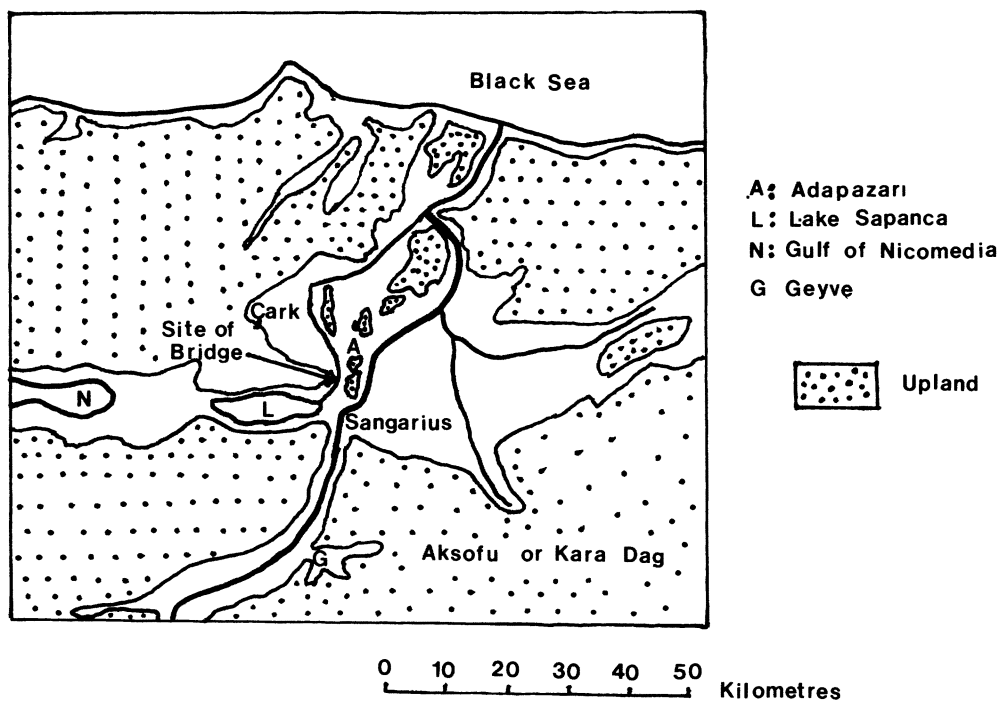 Black Sea
A: Adapazarı
L: Lake Sapanca
N: Gulf of Nicomedia
G Geyve
Cark
Site of
Bridge
A
N
L
Sangarius
Upland
G
Aksofu or Kara Dag
0 10 20 30 40 50
Kilometres